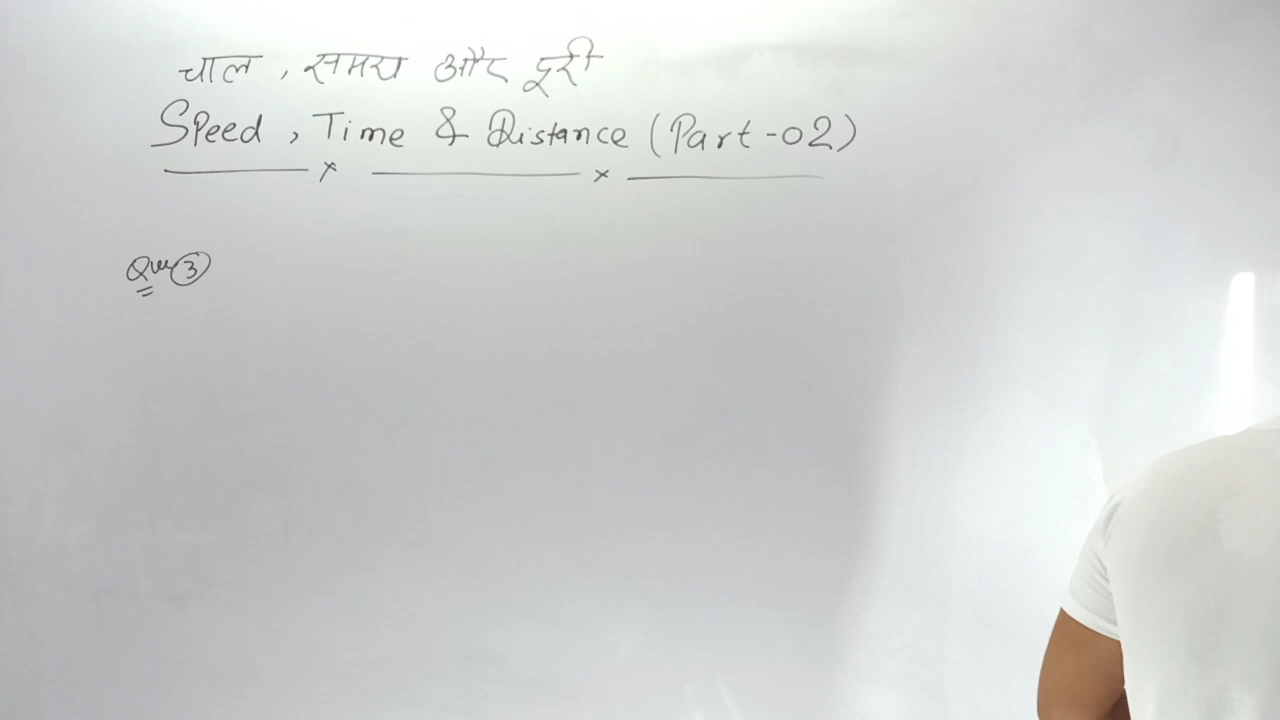 चाल, समय और दूरी
Speed, Time & Distance (Part-02)
Que 3